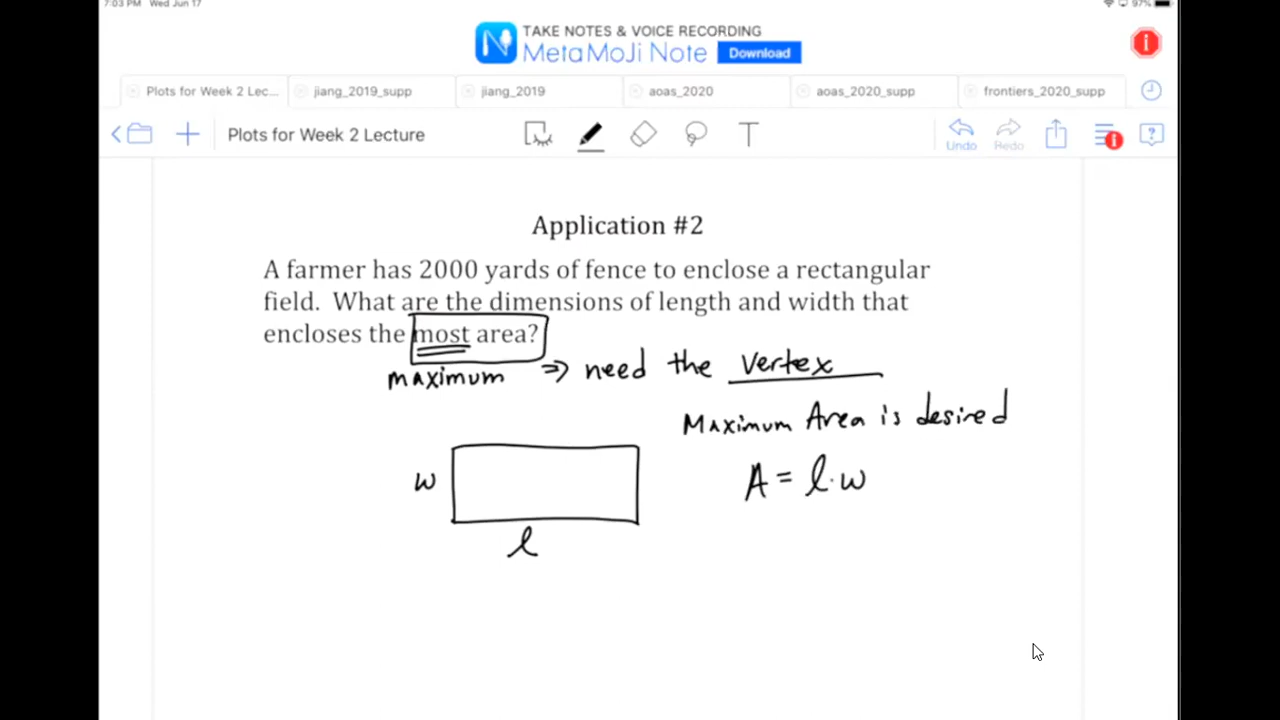 7:03 PM Wed Jun 17
97%
TAKE NOTES & VOICE RECORDING
MetaMoJi Note Download
Plots for Week 2 Lec... jiang_2019_supp jiang_2019 aoas_2020 aoas_2020_supp frontiers_2020_supp
Plots for Week 2 Lecture T Undo Redo
Application #2
A farmer has 2000 yards of fence to enclose a rectangular
field. What are the dimensions of length and width that
encloses the most area?
maximum ⇒ need the vertex
Maximum Area is desired
w A = l·w
l